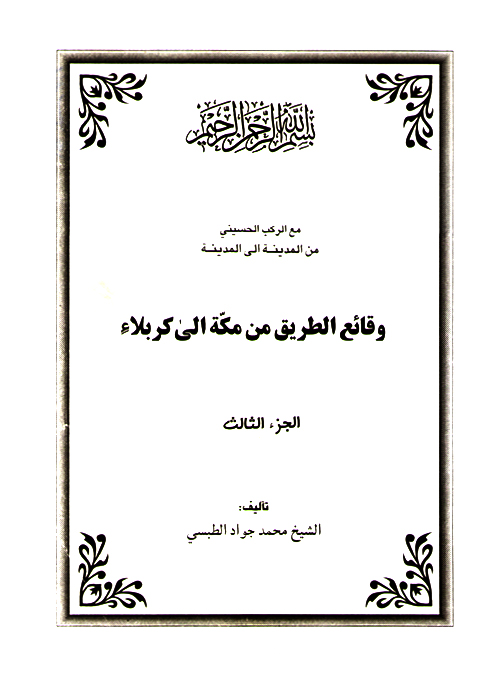 بسم الله الرحمن الرحيم
مع الركب الحسيني
من المدينة الى المدينة
وقائع الطريق من مكّة الى كربلاء
الجزء الثالث
تأليف:
الشيخ محمد جواد الطبسي